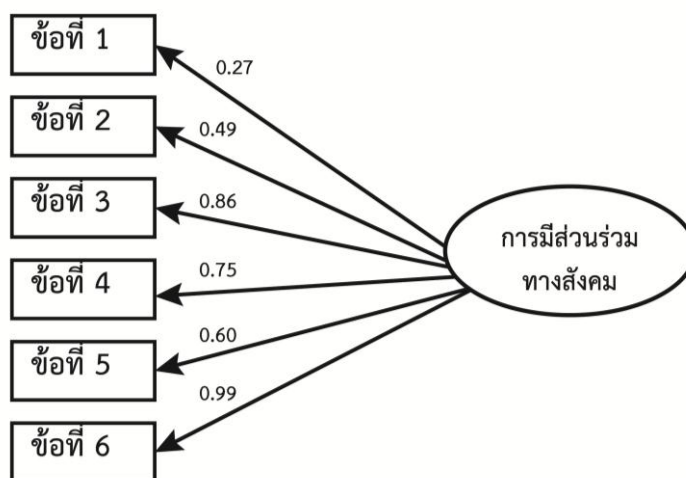 ข้อที่ 1
0.27
ข้อที่ 2
0.49
ข้อที่ 3
0.86
ข้อที่ 4
0.75
ข้อที่ 5
0.60
ข้อที่ 6
0.99
การมีส่วนร่วม
ทางสังคม